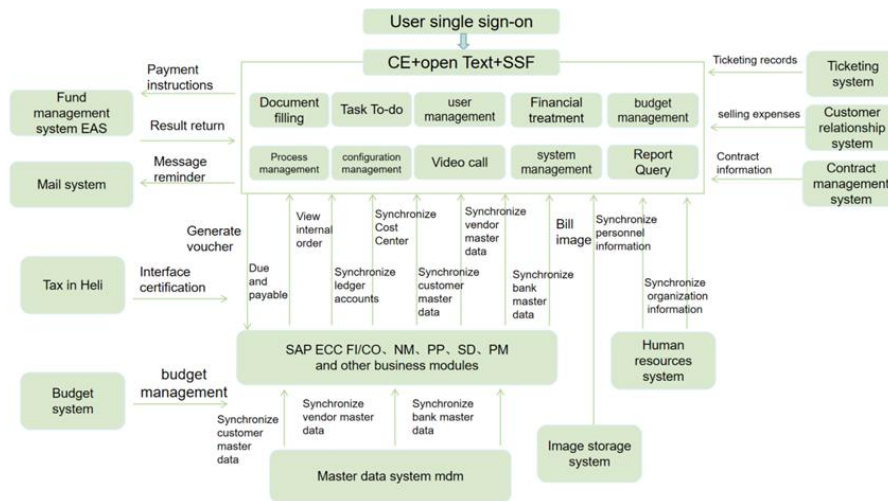 User single sign-on
CE+open Text+SSF
Payment
instructions
Ticketing records
Ticketing
system
Fund
management
system EAS
Document
filling
Task To-do
user
management
Financial
treatment
budget
management
selling expenses
Customer
relationship
system
Result return
Message
reminder
Process
management
configuration
management
Video call
system
management
Report
Query
Contract
information
Contract
management
system
Mail system
Generate
voucher
View
internal
order
Synchronize
Cost
Center
Synchronize
vendor
master
data
Bill
image
Synchronize
personnel
information
Tax in Heli
Interface
certification
Due
and
payable
Synchronize
ledger
accounts
Synchronize
customer
master
data
Synchronize
bank
master
data
Synchronize
organization
information
SAP ECC FI/CO、NM、PP、SD、PM
and other business modules
Human
resources
system
Budget
system
budget
management
Synchronize
customer
master
data
Synchronize
vendor master
data
Synchronize
bank master
data
Image storage
system
Master data system mdm